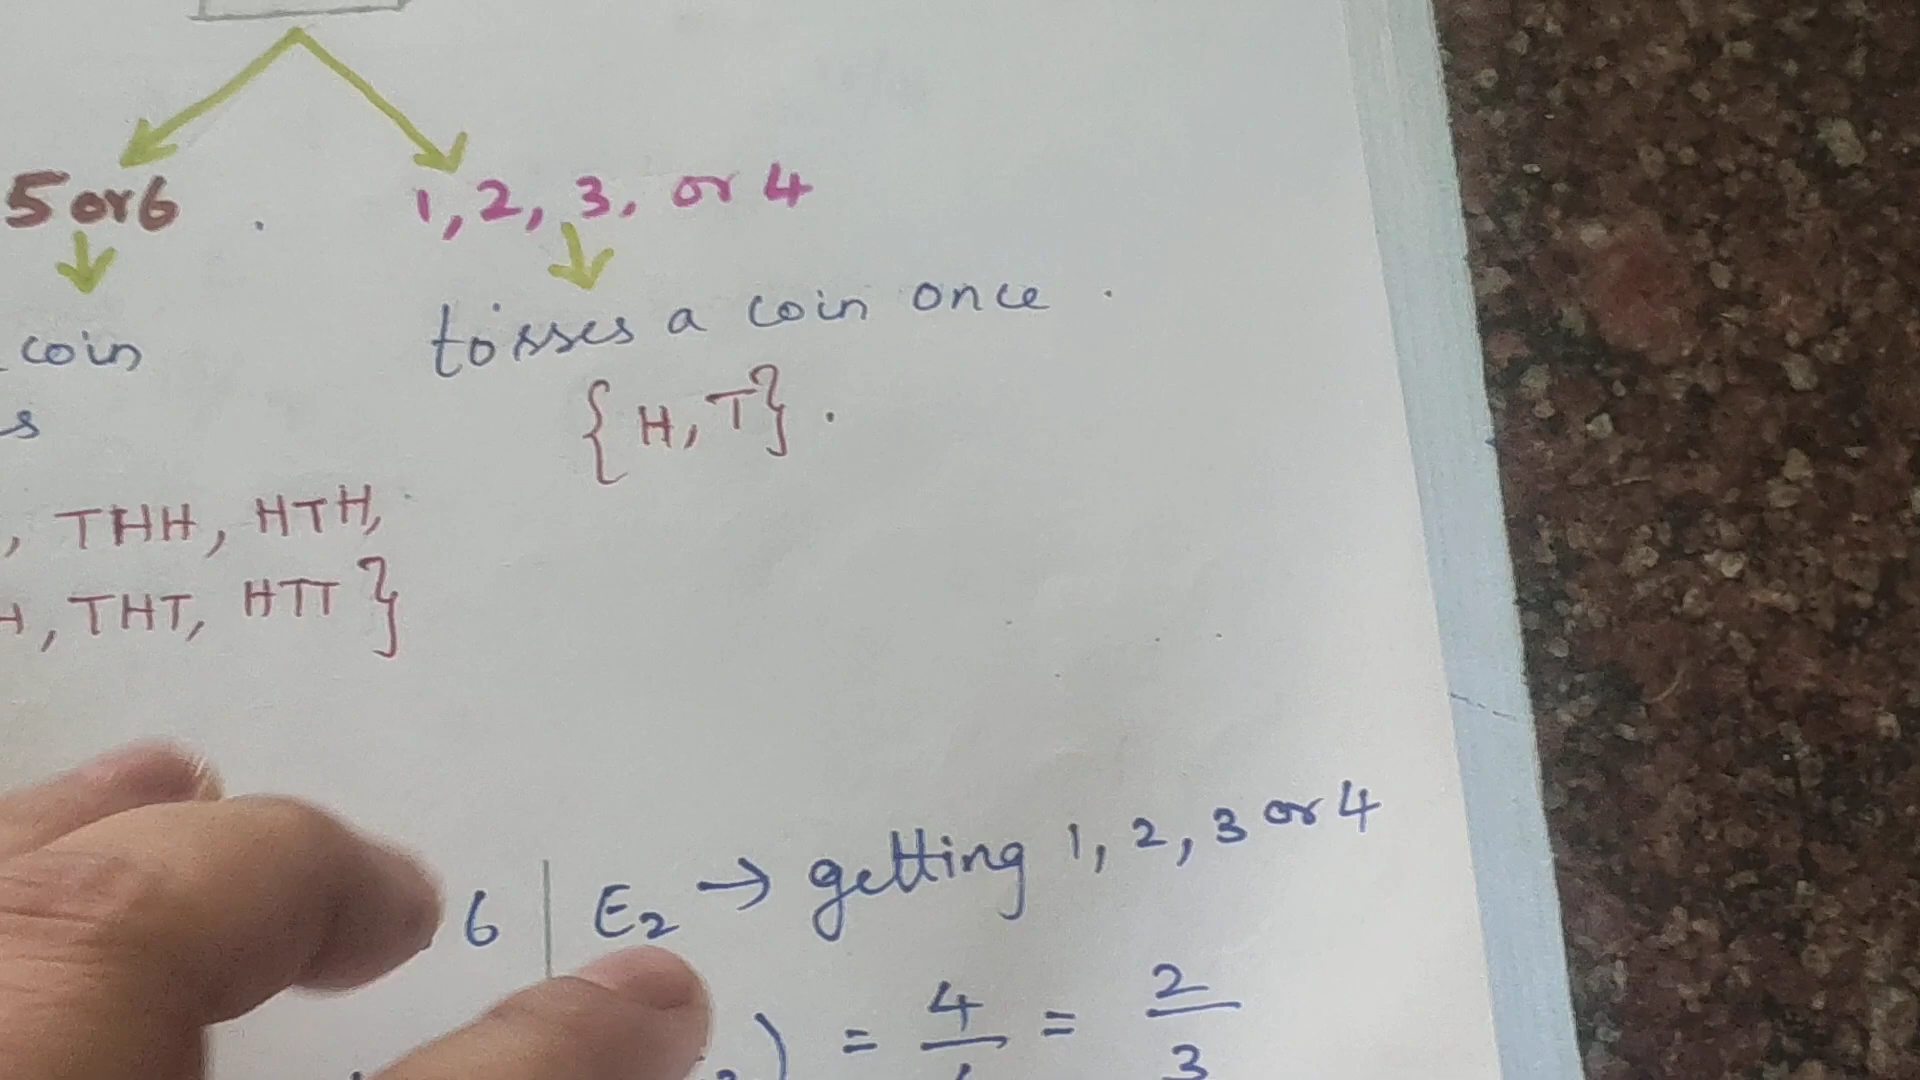 5 or 6 . 1, 2, 3, or 4
coin tosses a coin once .
s {H, T} .
, THH, HTH,
H, THT, HTT}
6 | E2 → getting 1, 2, 3 or 4
) = 4 = 2
3